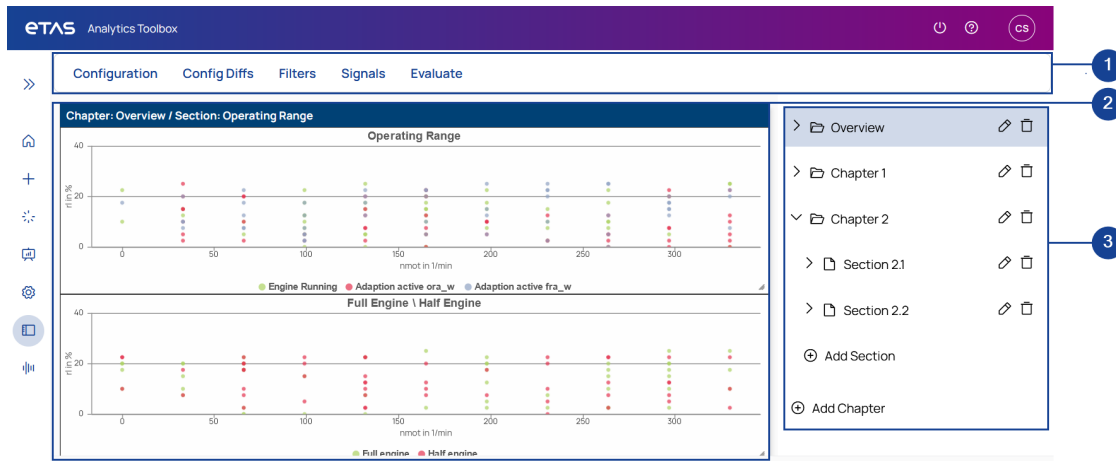 eTAS Analytics Toolbox
CS
Configuration Config Diffs Filters Signals Evaluate
1
2
3
Chapter: Overview / Section: Operating Range
Operating Range
40
20
0
rl in %
0 50 100 150 200 250 300
nmot in 1/min
Engine Running Adaption active ora_w Adaption active fra_w
Full Engine \ Half Engine
40
20
0
rl in %
0 50 100 150 200 250 300
nmot in 1/min
Full engine Half engine
Overview
Chapter 1
Chapter 2
Section 2.1
Section 2.2
Add Section
Add Chapter